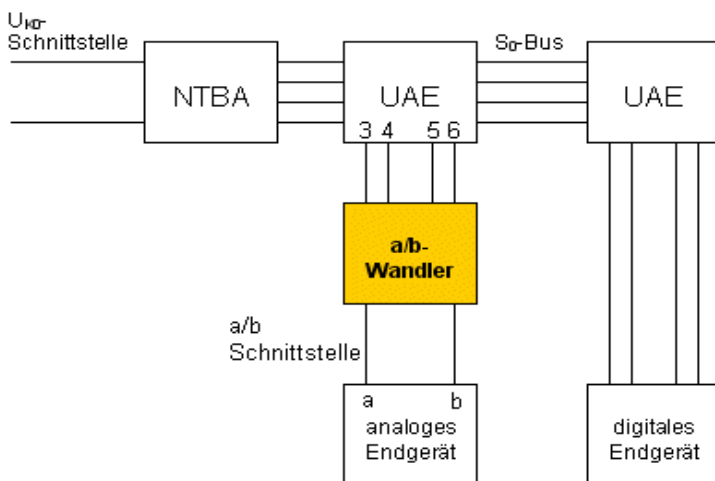 UK0-
Schnittstelle
NTBA
UAE
S0-Bus
UAE
3 4 5 6
a/b-
Wandler
a/b
Schnittstelle
a b
analoges
Endgerät
digitales
Endgerät